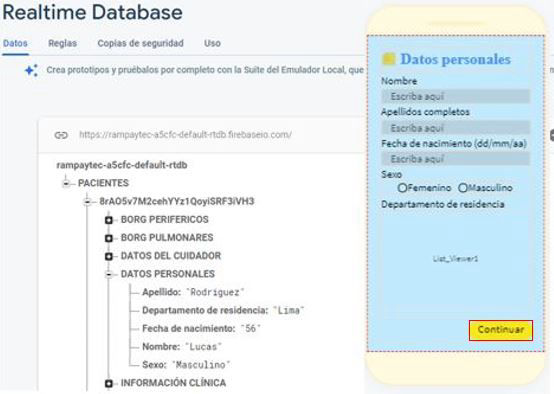 Realtime Database
Datos Reglas Copias de seguridad Uso
Crea prototipos y pruébalos por completo con la Suite del Emulador Local, que
https://rampaytec-a5cfc-default-rtdb.firebaseio.com/
rampaytec-a5cfc-default-rtdb
PACIENTES
8rAO5v7M2cehYYz1QoyiSRF3iVH3
BORG PERIFERICOS
BORG PULMONARES
DATOS DEL CUIDADOR
DATOS PERSONALES
Apellido: "Rodriguez"
Departamento de residencia: "Lima"
Fecha de nacimiento: "56"
Nombre: "Lucas"
Sexo: "Masculino"
INFORMACIÓN CLÍNICA
Datos personales
Nombre
Escriba aquí
Apellidos completos
Escriba aquí
Fecha de nacimiento (dd/mm/aa)
Escriba aquí
Sexo
Femenino Masculino
Departamento de residencia
List_Viewer1
Continuar